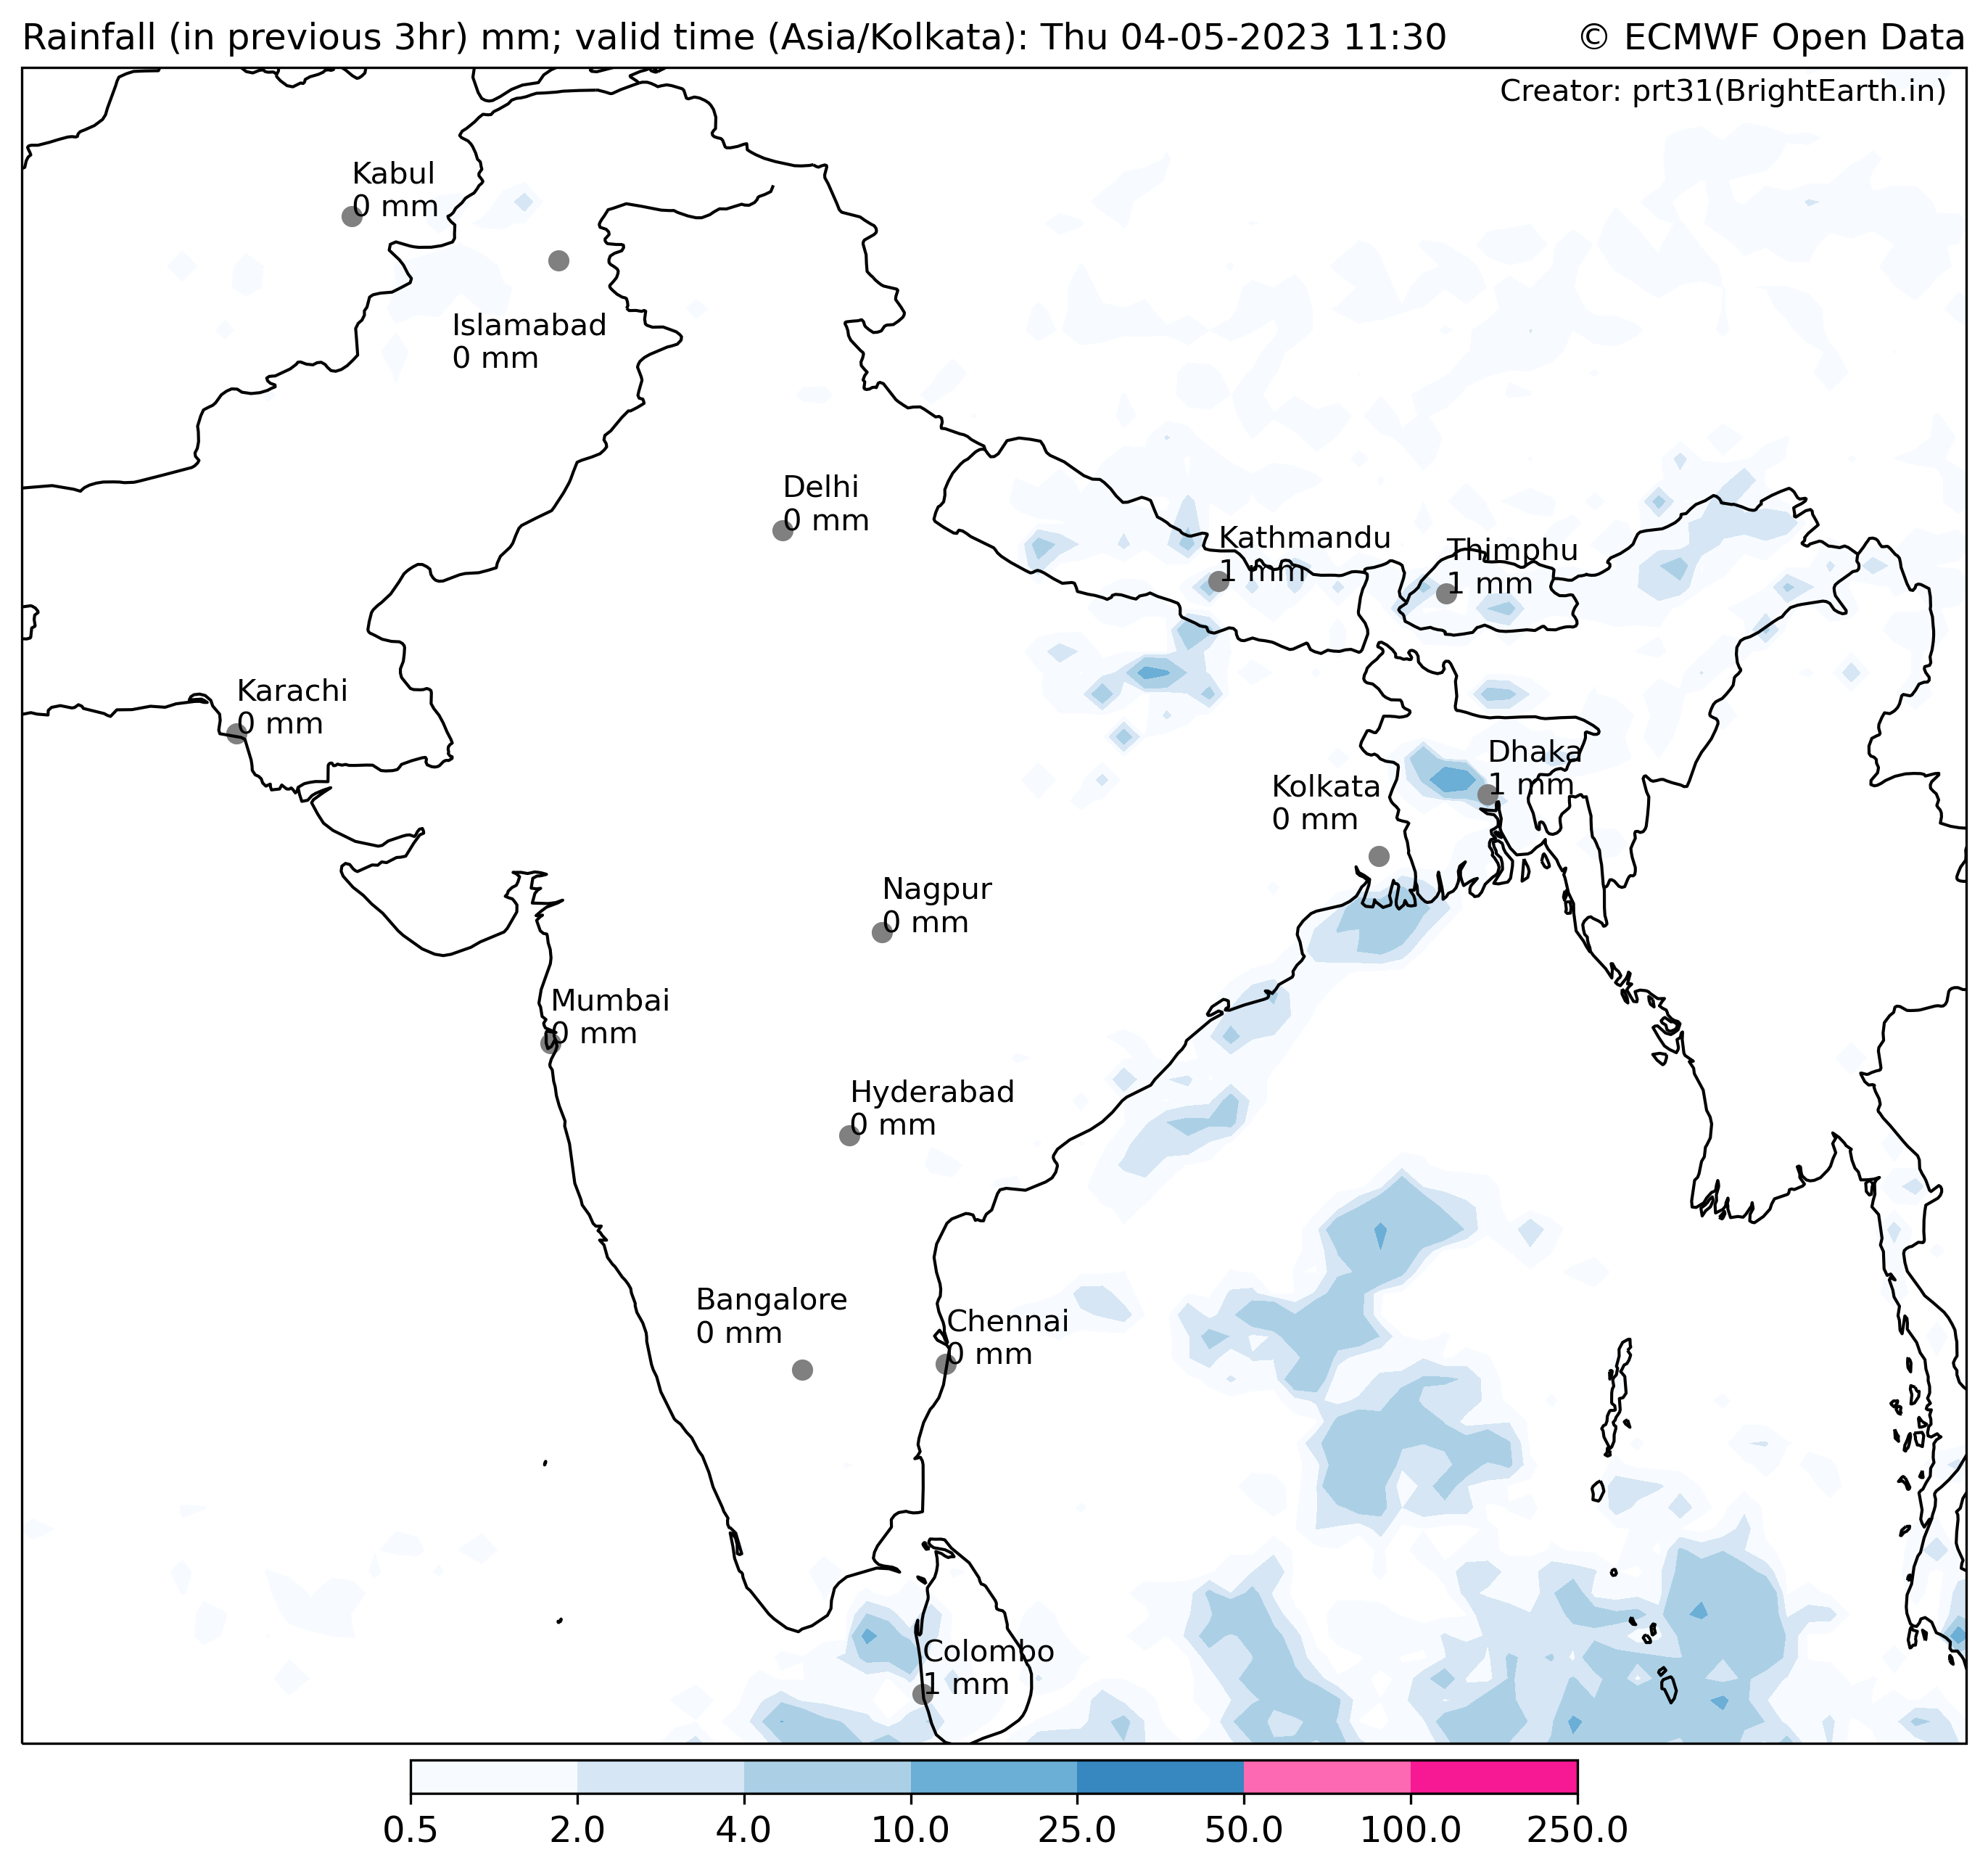 Rainfall (in previous 3hr) mm; valid time (Asia/Kolkata): Thu 04-05-2023 11:30
© ECMWF Open Data
Creator: prt31(BrightEarth.in)
Kabul
0 mm
Islamabad
0 mm
Delhi
0 mm
Kathmandu
1 mm
Thimphu
1 mm
Karachi
0 mm
Dhaka
1 mm
Kolkata
0 mm
Nagpur
0 mm
Mumbai
0 mm
Hyderabad
0 mm
Bangalore
0 mm
Chennai
0 mm
Colombo
1 mm
0.5 2.0 4.0 10.0 25.0 50.0 100.0 250.0